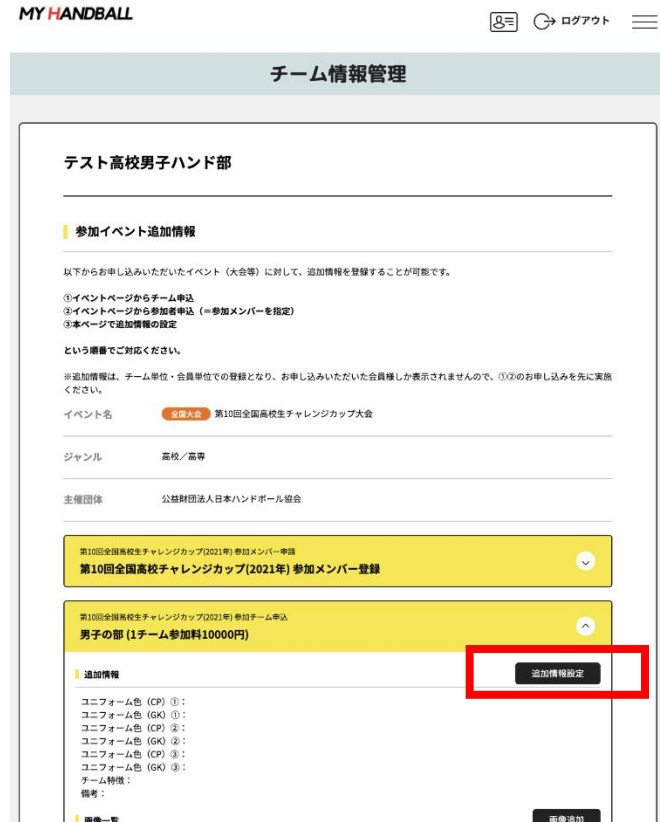 MY HANDBALL
ログアウト
チーム情報管理
テスト高校男子ハンド部
参加イベント追加情報
以下からお申し込みいただいたイベント（大会等）に対して、追加情報を登録することが可能です。
①イベントページからチーム申込
②イベントページから参加者申込（＝参加メンバーを指定）
③本ページで追加情報の設定
という順番でご対応ください。
※追加情報は、チーム単位・会員単位での登録となり、お申し込みいただいた会員様しか表示されませんので、①②のお申し込みを先に実施
ください。
イベント名 全国大会 第10回全国高校生チャレンジカップ大会
ジャンル 高校／高専
主催団体 公益財団法人日本ハンドボール協会
第10回全国高校生チャレンジカップ(2021年) 参加メンバー申請
第10回全国高校チャレンジカップ(2021年) 参加メンバー登録
第10回全国高校生チャレンジカップ(2021年) 参加チーム申込
男子の部 (1チーム参加料10000円)
追加情報 追加情報設定
ユニフォーム色（CP）①：
ユニフォーム色（GK）①：
ユニフォーム色（CP）②：
ユニフォーム色（GK）②：
ユニフォーム色（CP）③：
ユニフォーム色（GK）③：
チーム特徴：
備考：
画像一覧 画像追加